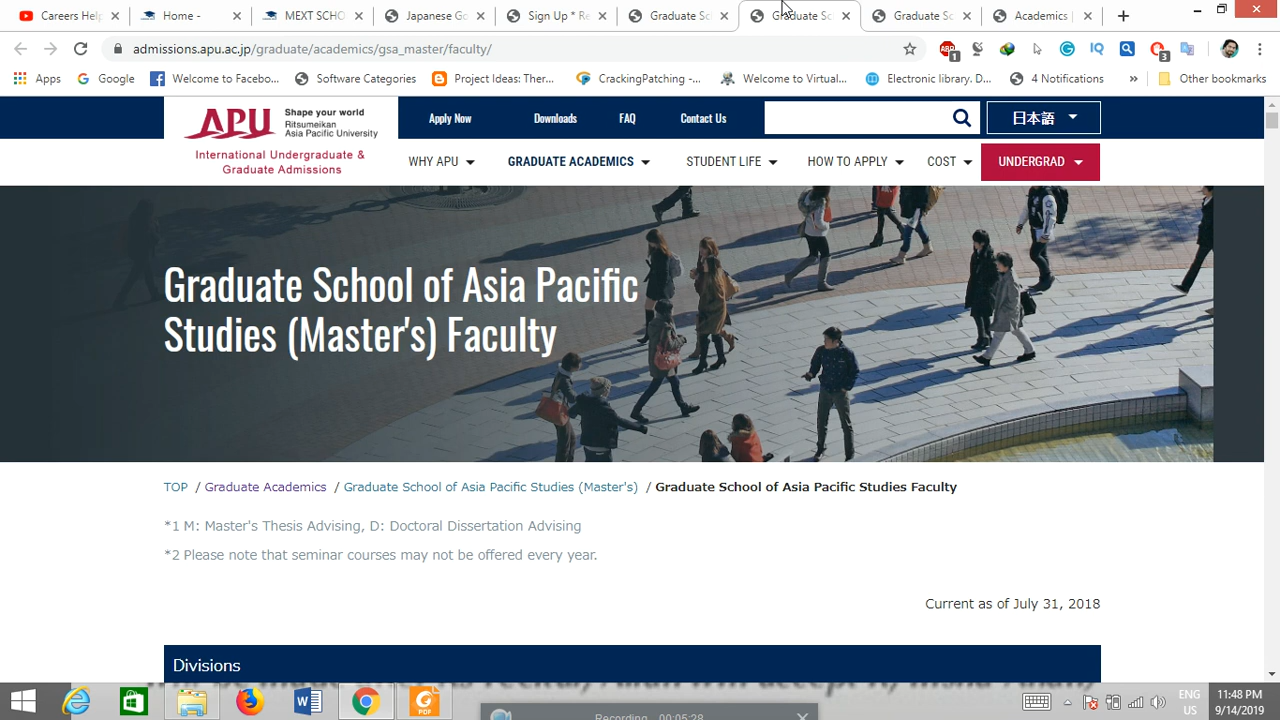 Careers Help
Home -
MEXT SCHO
Japanese Go
Sign Up * Re
Graduate Sc
Graduate Sc
Graduate Sc
Academics |
admissions.apu.ac.jp/graduate/academics/gsa_master/faculty/
1
IQ
3
Apps
Google
Welcome to Facebo...
Software Categories
Project Ideas: Ther...
CrackingPatching -...
Welcome to Virtual...
Electronic library. D...
4 Notifications
»
Other bookmarks
APU
Shape your world
Ritsumeikan
Asia Pacific University
International Undergraduate &
Graduate Admissions
Apply Now
Downloads
FAQ
Contact Us
日本語
WHY APU
GRADUATE ACADEMICS
STUDENT LIFE
HOW TO APPLY
COST
UNDERGRAD
Graduate School of Asia Pacific
Studies (Master's) Faculty
TOP / Graduate Academics / Graduate School of Asia Pacific Studies (Master's) / Graduate School of Asia Pacific Studies Faculty
*1 M: Master's Thesis Advising, D: Doctoral Dissertation Advising
*2 Please note that seminar courses may not be offered every year.
Current as of July 31, 2018
Divisions
PDF
Recording 00:05:28
ENG
US
11:48 PM
9/14/2019